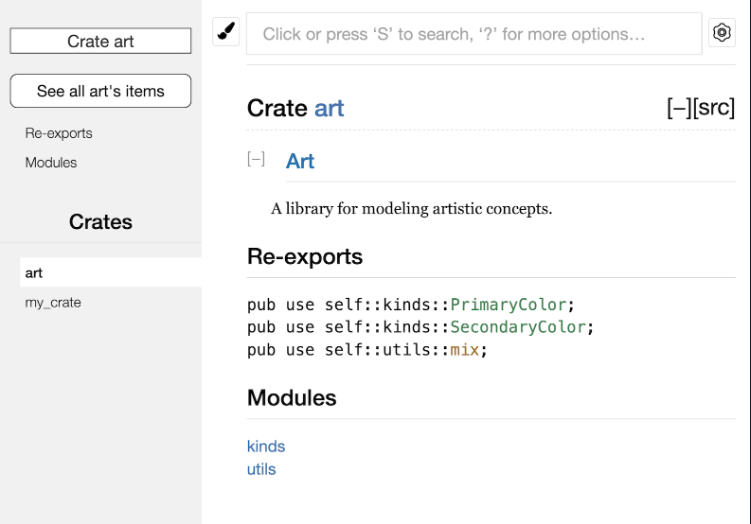 Crate art
See all art's items
Re-exports
Modules
Crates
art
my_crate
Click or press ‘S’ to search, ‘?’ for more options…
Crate art
[−][src]
[−] Art
A library for modeling artistic concepts.
Re-exports
pub use self::kinds::PrimaryColor;
pub use self::kinds::SecondaryColor;
pub use self::utils::mix;
Modules
kinds
utils